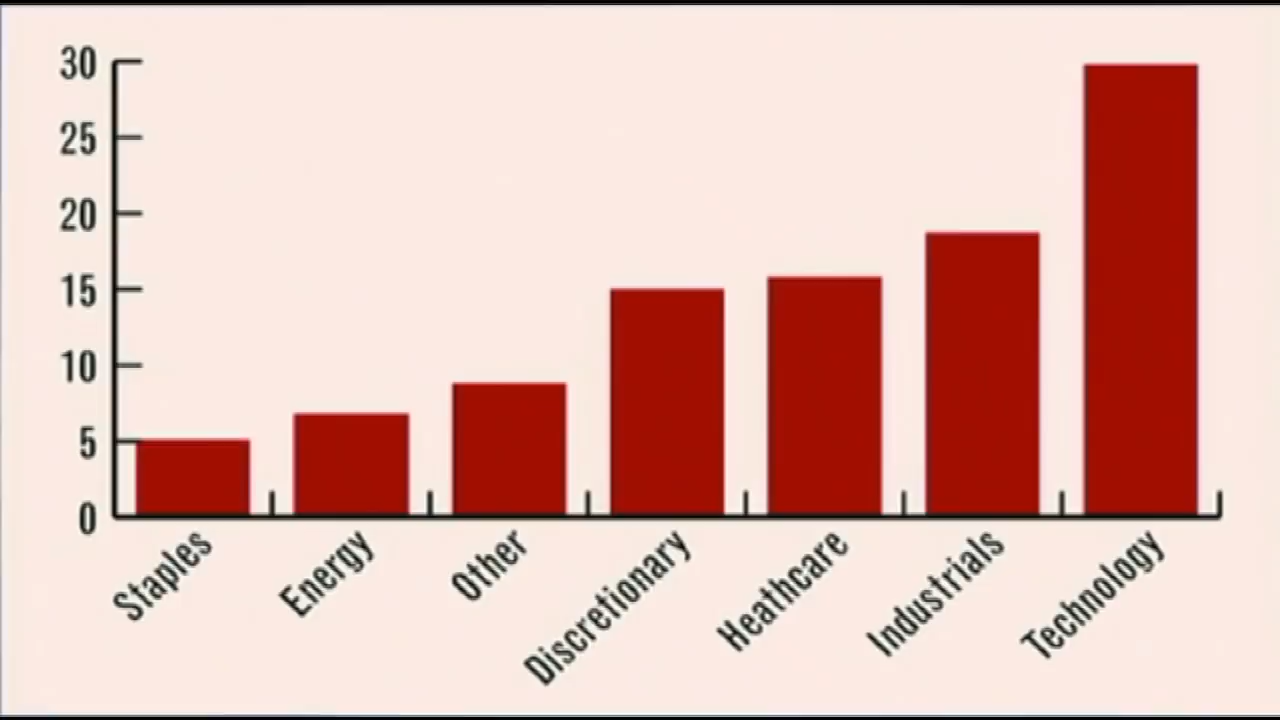 30
25
20
15
10
5
0
Staples
Energy
Other
Discretionary
Heathcare
Industrials
Technology